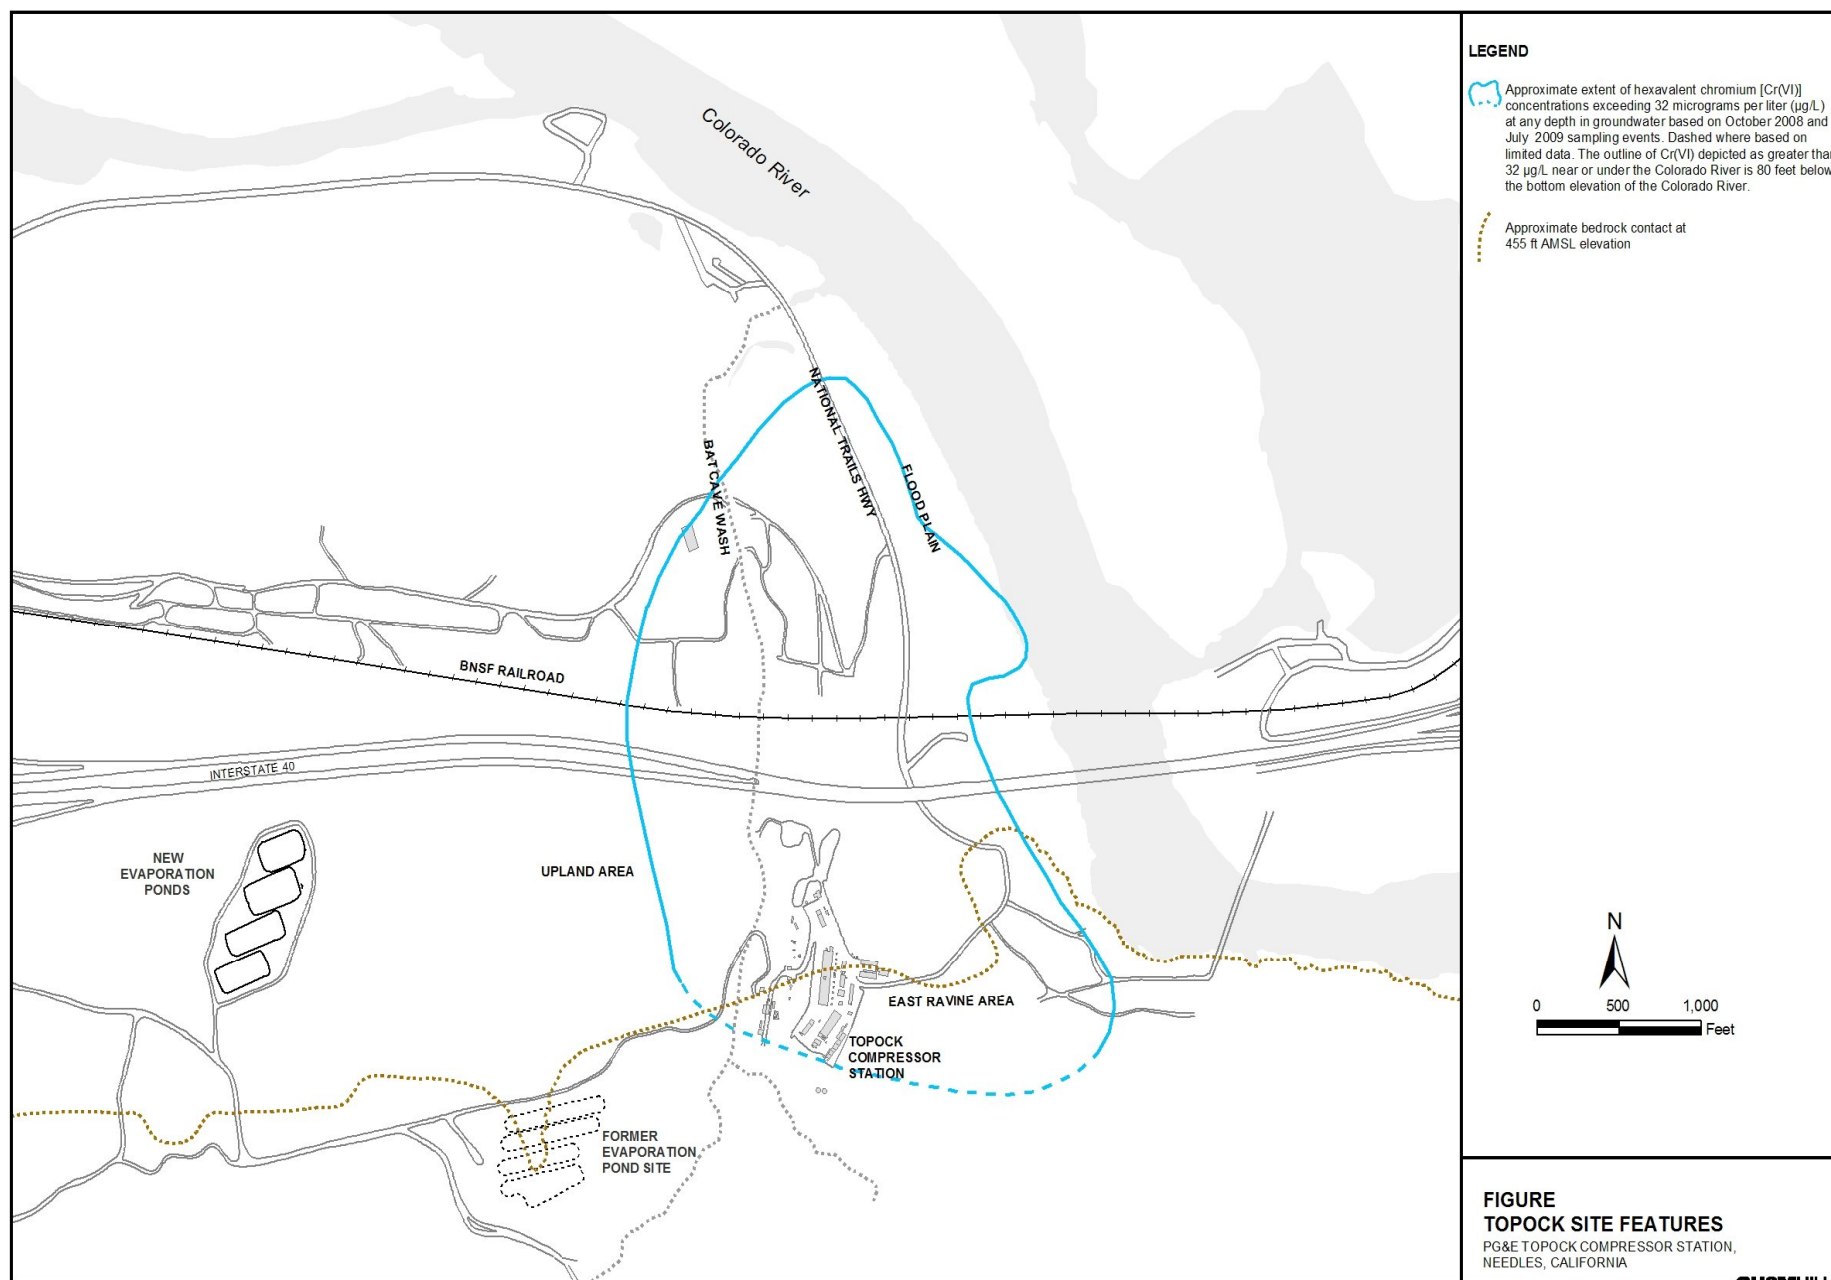 Colorado River
NATIONAL TRAILS HWY
BAT CAVE WASH
FLOOD PLAIN
BNSF RAILROAD
INTERSTATE 40
NEW
EVAPORATION
PONDS
UPLAND AREA
EAST RAVINE AREA
TOPOCK
COMPRESSOR
STATION
FORMER
EVAPORATION
POND SITE
LEGEND
Approximate extent of hexavalent chromium [Cr(VI)]
concentrations exceeding 32 micrograms per liter (µg/L)
at any depth in groundwater based on October 2008 and
July 2009 sampling events. Dashed where based on
limited data. The outline of Cr(VI) depicted as greater
32 µg/L near or under the Colorado River is 80 feet below
the bottom elevation of the Colorado River.
Approximate bedrock contact at
455 ft AMSL elevation
N
0 500 1,000
Feet
FIGURE
TOPOCK SITE FEATURES
PG&E TOPOCK COMPRESSOR STATION,
NEEDLES, CALIFORNIA